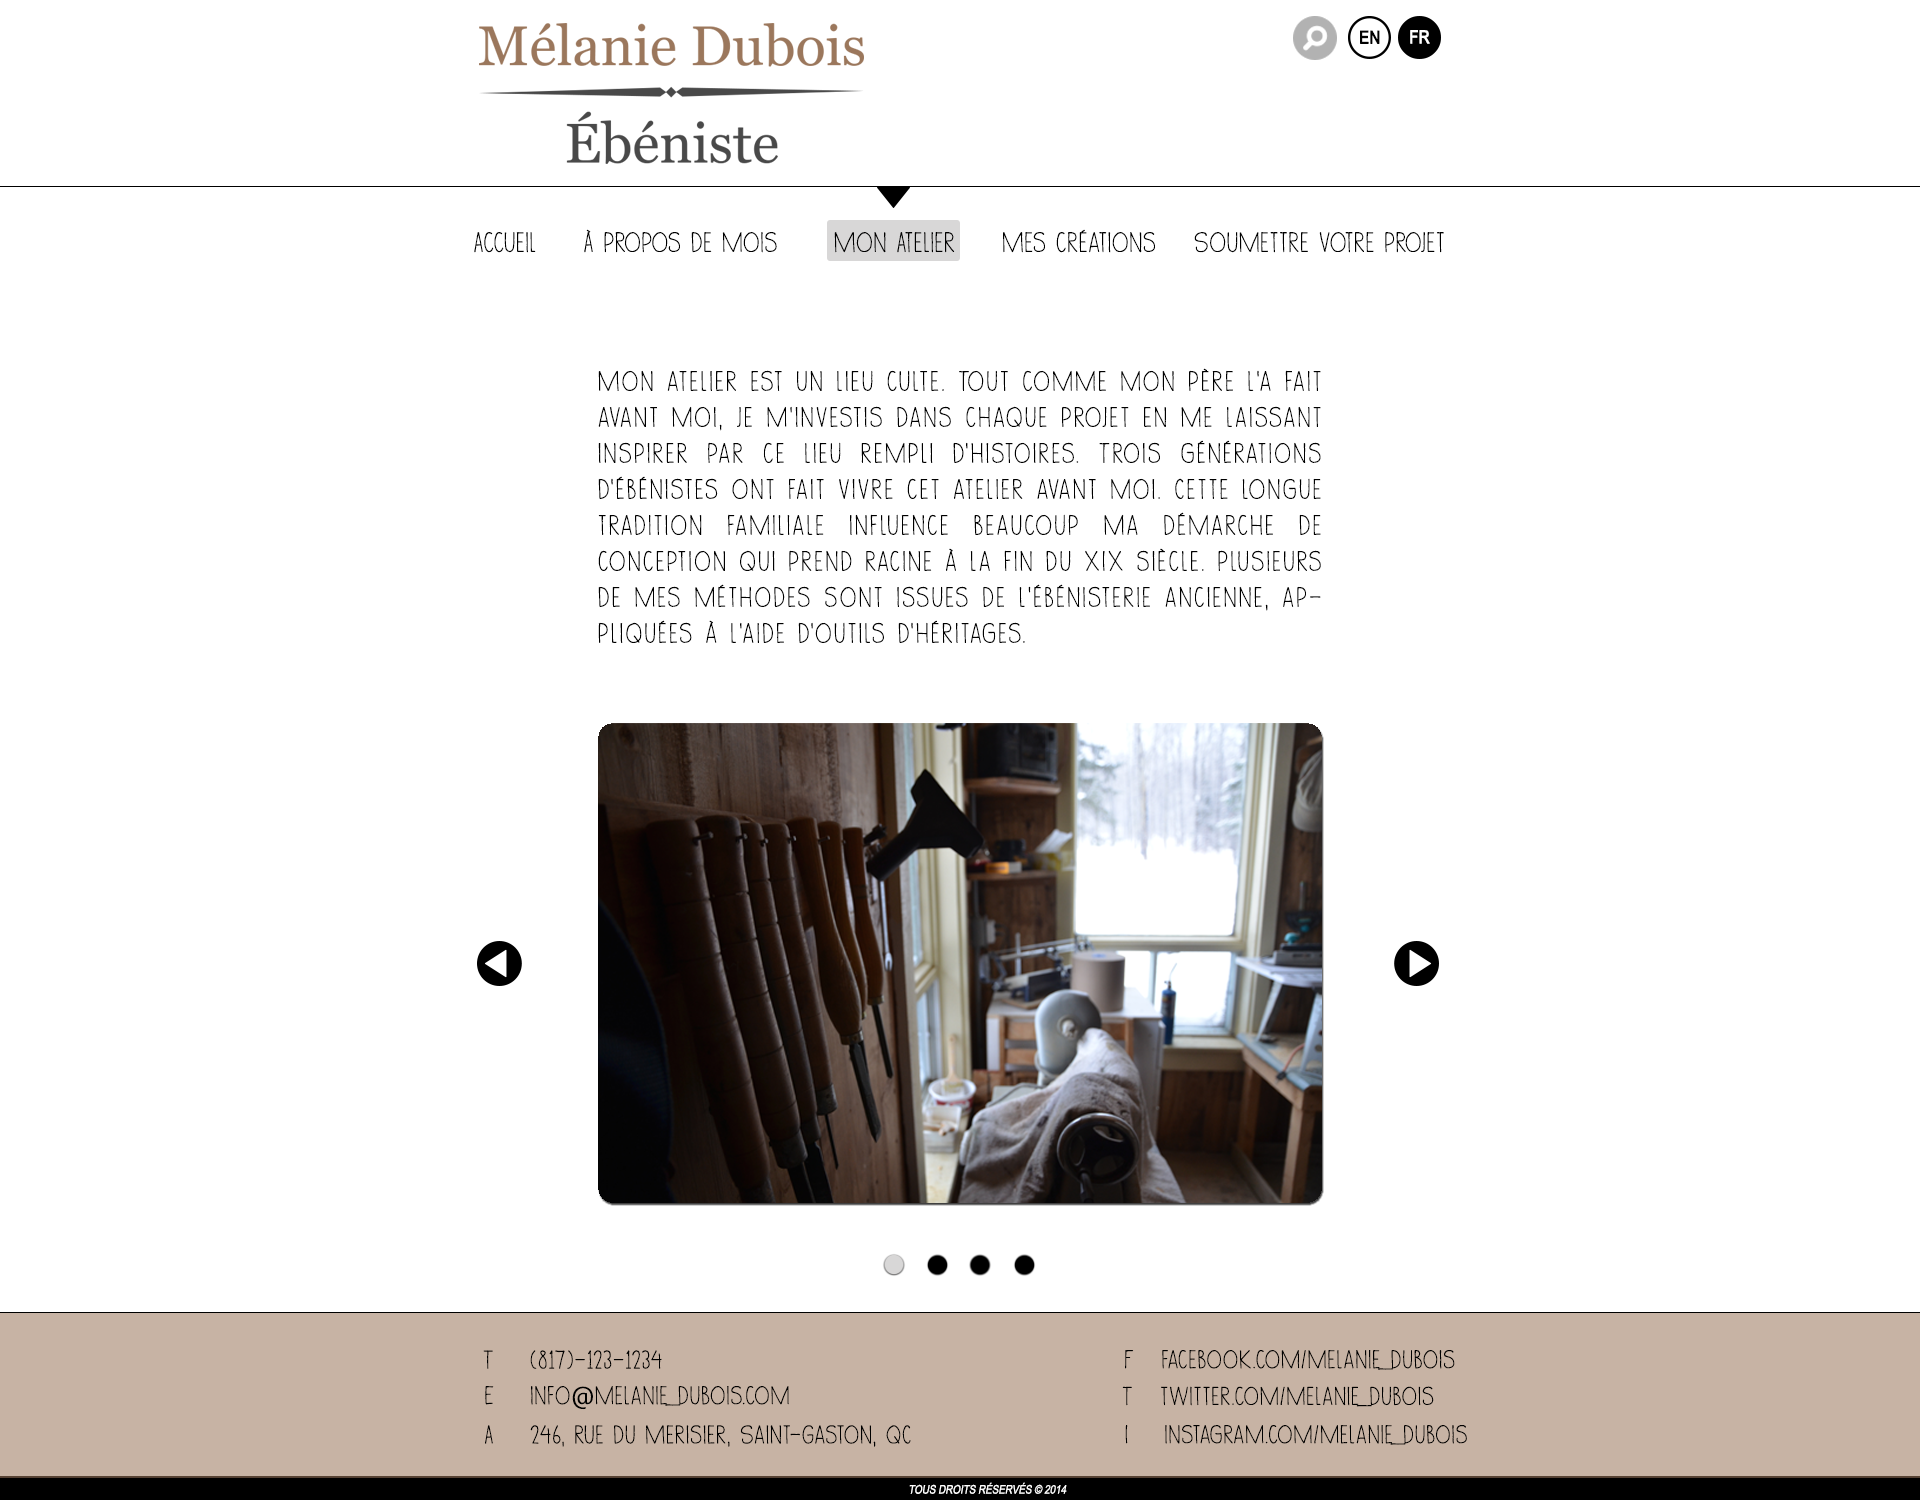 Mélanie Dubois
Ébéniste
EN FR
ACCUEIL À PROPOS DE MOIS MON ATELIER MES CRÉATIONS SOUMETTRE VOTRE PROJET
MON ATELIER EST UN LIEU CULTE. TOUT COMME MON PÈRE L'A FAIT
AVANT MOI, JE M'INVESTIS DANS CHAQUE PROJET EN ME LAISSANT
INSPIRER PAR CE LIEU REMPLI D'HISTOIRES. TROIS GÉNÉRATIONS
D'ÉBÉNISTES ONT FAIT VIVRE CET ATELIER AVANT MOI. CETTE LONGUE
TRADITION FAMILIALE INFLUENCE BEAUCOUP MA DÉMARCHE DE
CONCEPTION QUI PREND RACINE À LA FIN DU XIX SIÈCLE. PLUSIEURS
DE MES MÉTHODES SONT ISSUES DE L'ÉBÉNISTERIE ANCIENNE, AP-
PLIQUÉES À L'AIDE D'OUTILS D'HÉRITAGES.
T (817)-123-1234
E INFO@MELANIE_DUBOIS.COM
A 246, RUE DU MERISIER, SAINT-GASTON, QC
F FACEBOOK.COM/MELANIE_DUBOIS
T TWITTER.COM/MELANIE_DUBOIS
I INSTAGRAM.COM/MELANIE_DUBOIS
TOUS DROITS RÉSERVÉS © 2014